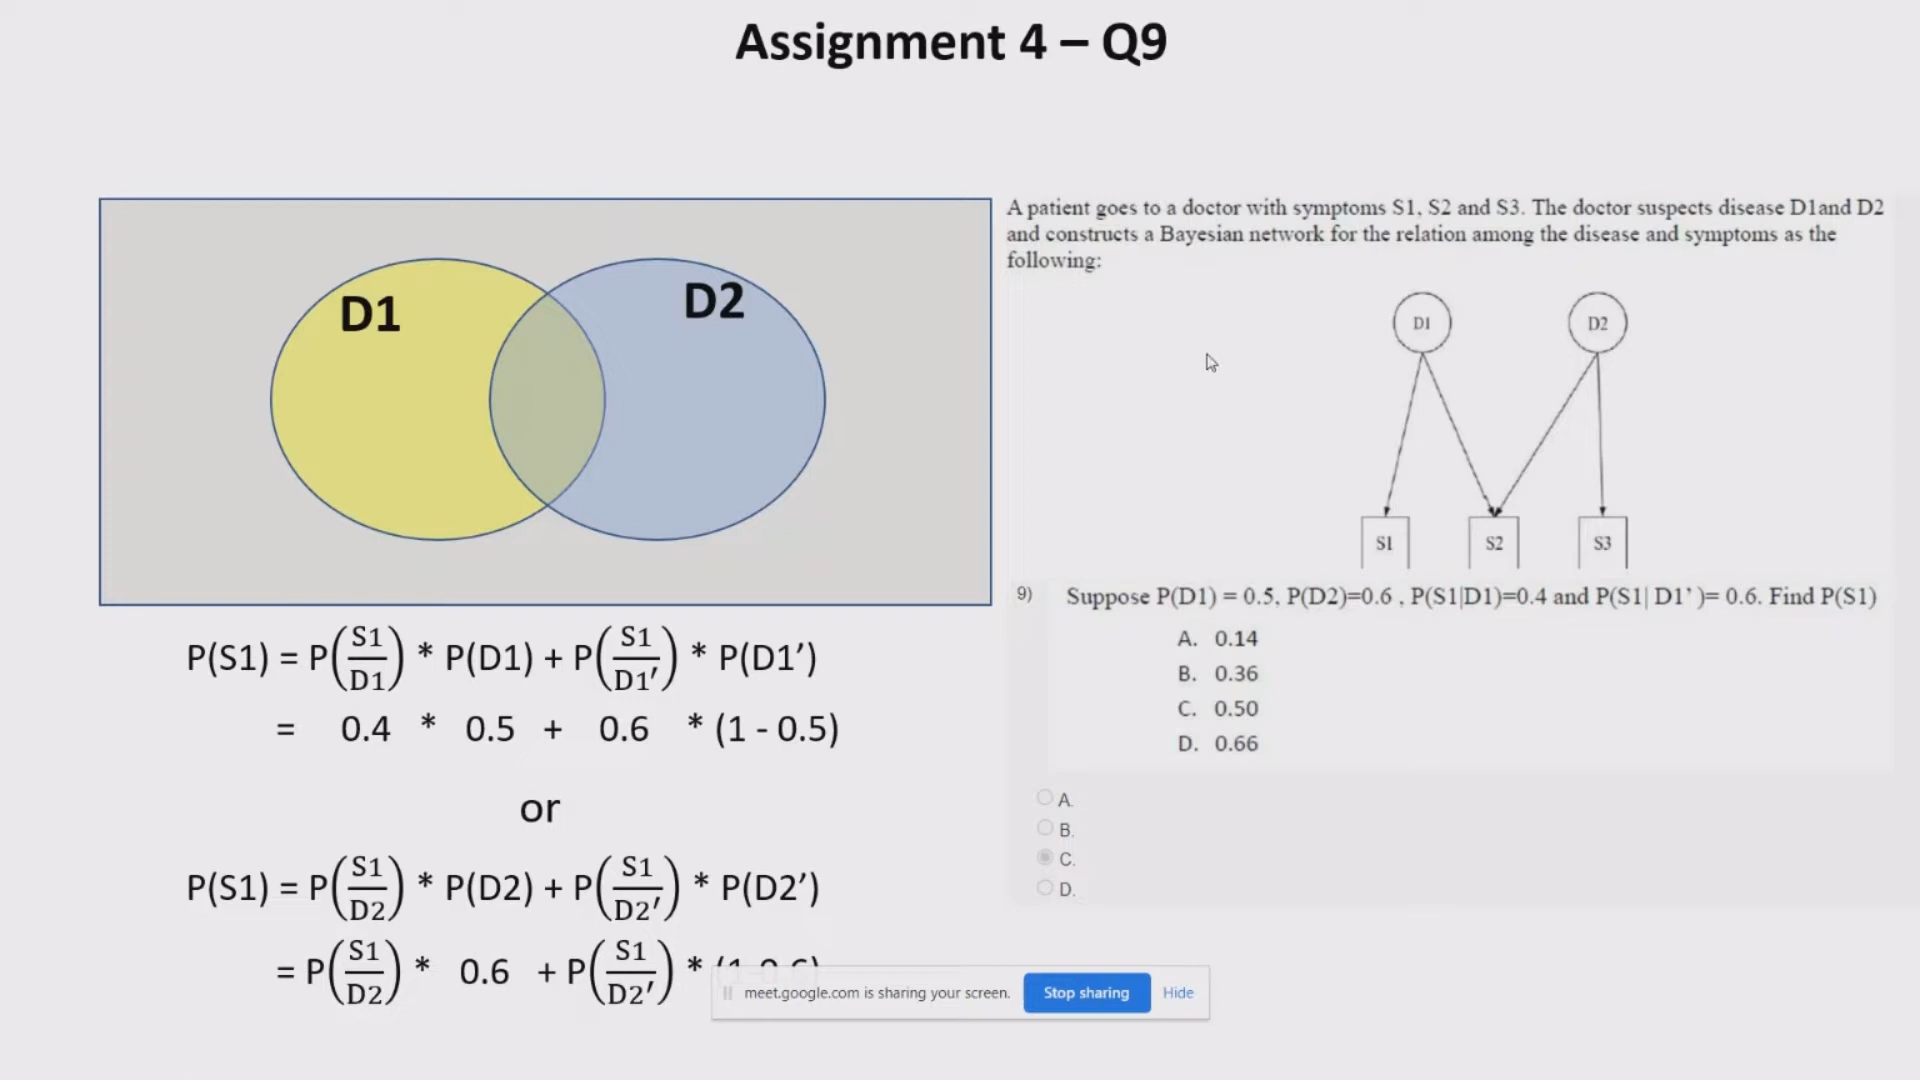 Assignment 4 – Q9
D1
D2
P(S1) = P(S1/D1) * P(D1) + P(S1/D1′) * P(D1′)
= 0.4 * 0.5 + 0.6 * (1 - 0.5)
or
P(S1) = P(S1/D2) * P(D2) + P(S1/D2′) * P(D2′)
= P(S1/D2) * 0.6 + P(S1/D2′) * (1-0.6)
A patient goes to a doctor with symptoms S1, S2 and S3. The doctor suspects disease D1and D2
and constructs a Bayesian network for the relation among the disease and symptoms as the
following:
D1
D2
S1
S2
S3
9) Suppose P(D1) = 0.5, P(D2)=0.6 , P(S1|D1)=0.4 and P(S1| D1’ )= 0.6. Find P(S1)
A. 0.14
B. 0.36
C. 0.50
D. 0.66
A.
B.
C.
D.
meet.google.com is sharing your screen.
Stop sharing
Hide